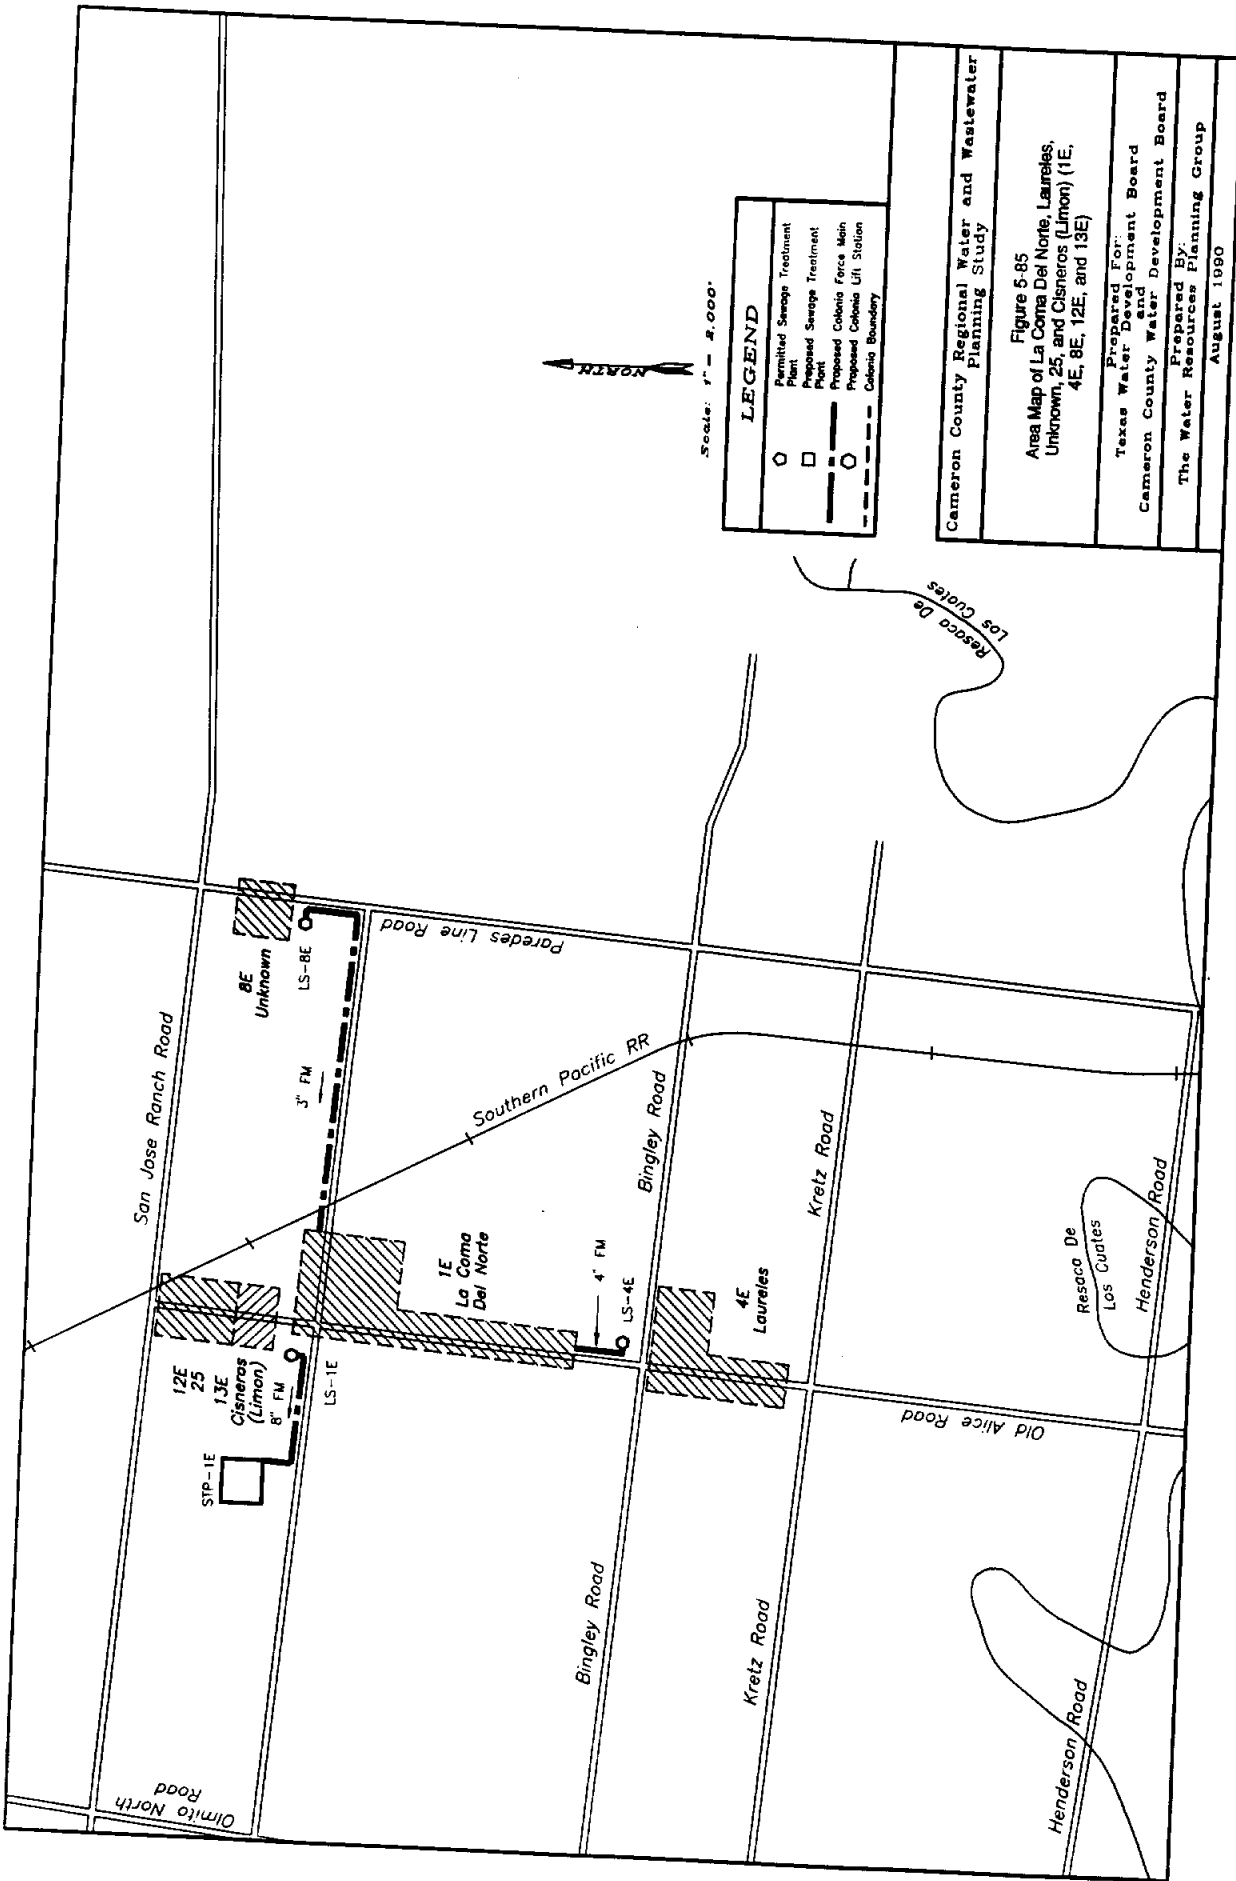 San Jose Ranch Road
Olmito North
Road
12E
25
13E
Cisneros
(Limon)
8" FM
STP-1E
LS-1E
8E
Unknown
LS-8E
3" FM
Paredes Line Road
Southern Pacific RR
1E
La Coma
Del Norte
4" FM
LS-4E
Bingley Road
Bingley Road
4E
Laureles
Kretz Road
Kretz Road
Old Alice Road
Resaca De
Los Cuates
Henderson Road
Henderson Road
Resaca De
Los Cuates
NORTH
Scale: 1" = 2,000'
LEGEND
Permitted Sewage Treatment
Plant
Proposed Sewage Treatment
Plant
Proposed Colonia Force Main
Proposed Colonia Lift Station
Colonia Boundary
Cameron County Regional Water and Wastewater
Planning Study
Figure 5-85
Area Map of La Coma Del Norte, Laureles,
Unknown, 25, and Cisneros (Limon) (1E,
4E, 8E, 12E, and 13E)
Prepared For:
Texas Water Development Board
and
Cameron County Water Development Board
Prepared By:
The Water Resources Planning Group
August 1990